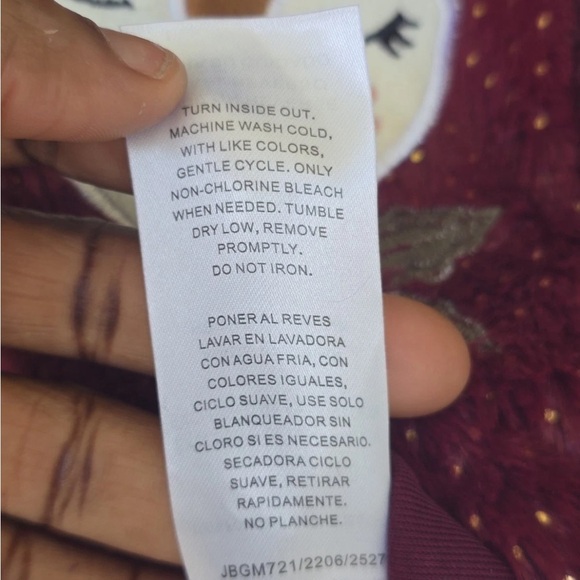 TURN INSIDE OUT.
MACHINE WASH COLD,
WITH LIKE COLORS,
GENTLE CYCLE. ONLY
NON-CHLORINE BLEACH
WHEN NEEDED. TUMBLE
DRY LOW, REMOVE
PROMPTLY.
DO NOT IRON.
PONER AL REVES
LAVAR EN LAVADORA
CON AGUA FRIA, CON
COLORES IGUALES,
CICLO SUAVE, USE SOLO
BLANQUEADOR SIN
CLORO SI ES NECESARIO.
SECADORA CICLO
SUAVE, RETIRAR
RAPIDAMENTE.
NO PLANCHE.
JBGM721/2206/2527